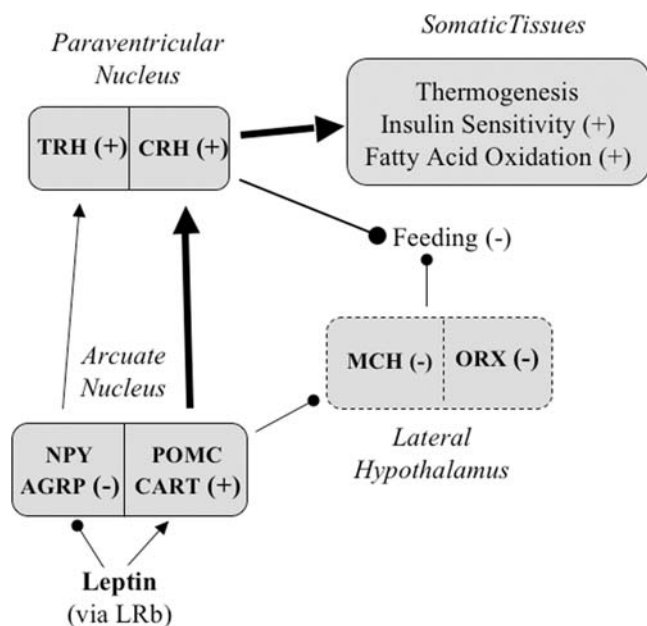 Paraventricular
Nucleus
SomaticTissues
TRH (+) CRH (+)
Thermogenesis
Insulin Sensitivity (+)
Fatty Acid Oxidation (+)
Feeding (-)
Arcuate
Nucleus
MCH (-) ORX (-)
Lateral
Hypothalamus
NPY POMC
AGRP (-) CART (+)
Leptin
(via LRb)